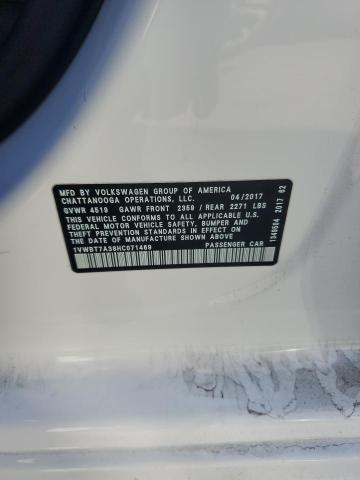 MFD. BY VOLKSWAGEN GROUP OF AMERICA
CHATTANOOGA OPERATIONS, LLC. 04/2017
GVWR 4519 GAWR FRONT 2359 / REAR 2271 LBS
THIS VEHICLE CONFORMS TO ALL APPLICABLE U.S.
FEDERAL MOTOR VEHICLE SAFETY, BUMPER AND
THEFT PREVENTION STANDARDS IN EFFECT ON THE
DATE OF MANUFACTURE SHOWN ABOVE.
1VWBT7A38HC071469 PASSENGER CAR
1349504 2017 02